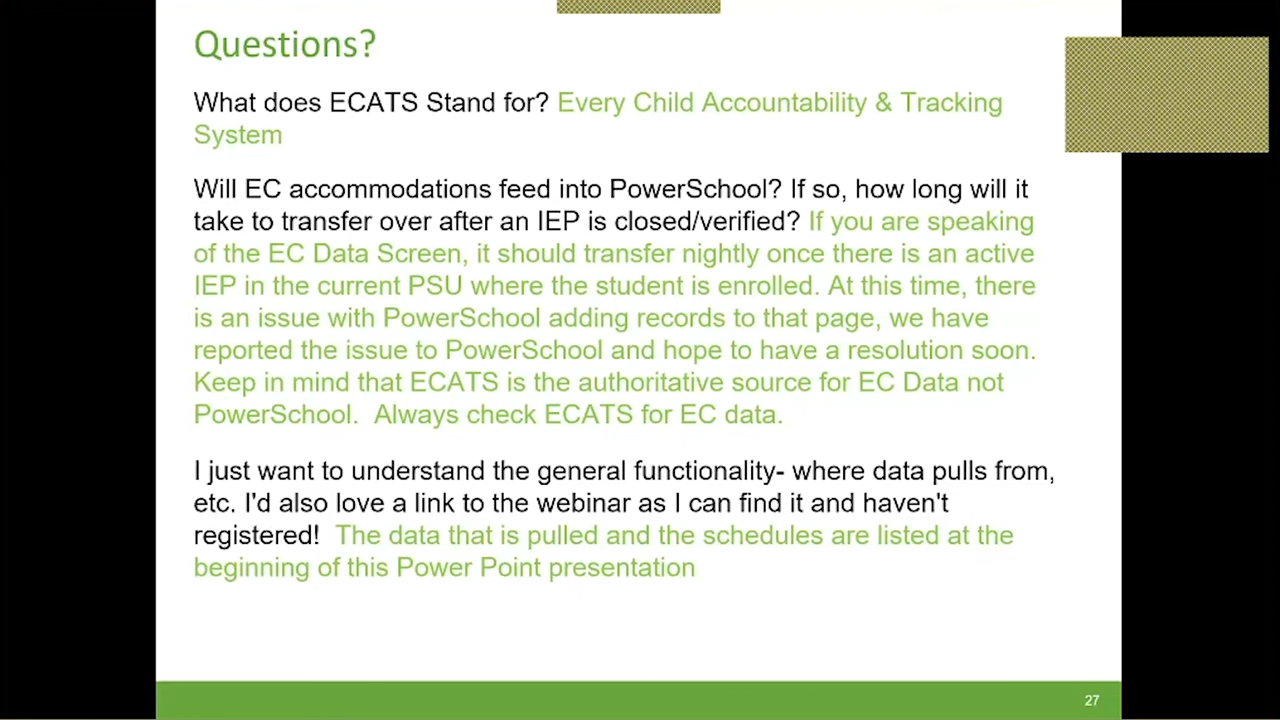 Questions?
What does ECATS Stand for? Every Child Accountability & Tracking
System
Will EC accommodations feed into PowerSchool? If so, how long will it
take to transfer over after an IEP is closed/verified? If you are speaking
of the EC Data Screen, it should transfer nightly once there is an active
IEP in the current PSU where the student is enrolled. At this time, there
is an issue with PowerSchool adding records to that page, we have
reported the issue to PowerSchool and hope to have a resolution soon.
Keep in mind that ECATS is the authoritative source for EC Data not
PowerSchool.  Always check ECATS for EC data.
I just want to understand the general functionality- where data pulls from,
etc. I'd also love a link to the webinar as I can find it and haven't
registered!  The data that is pulled and the schedules are listed at the
beginning of this Power Point presentation
27